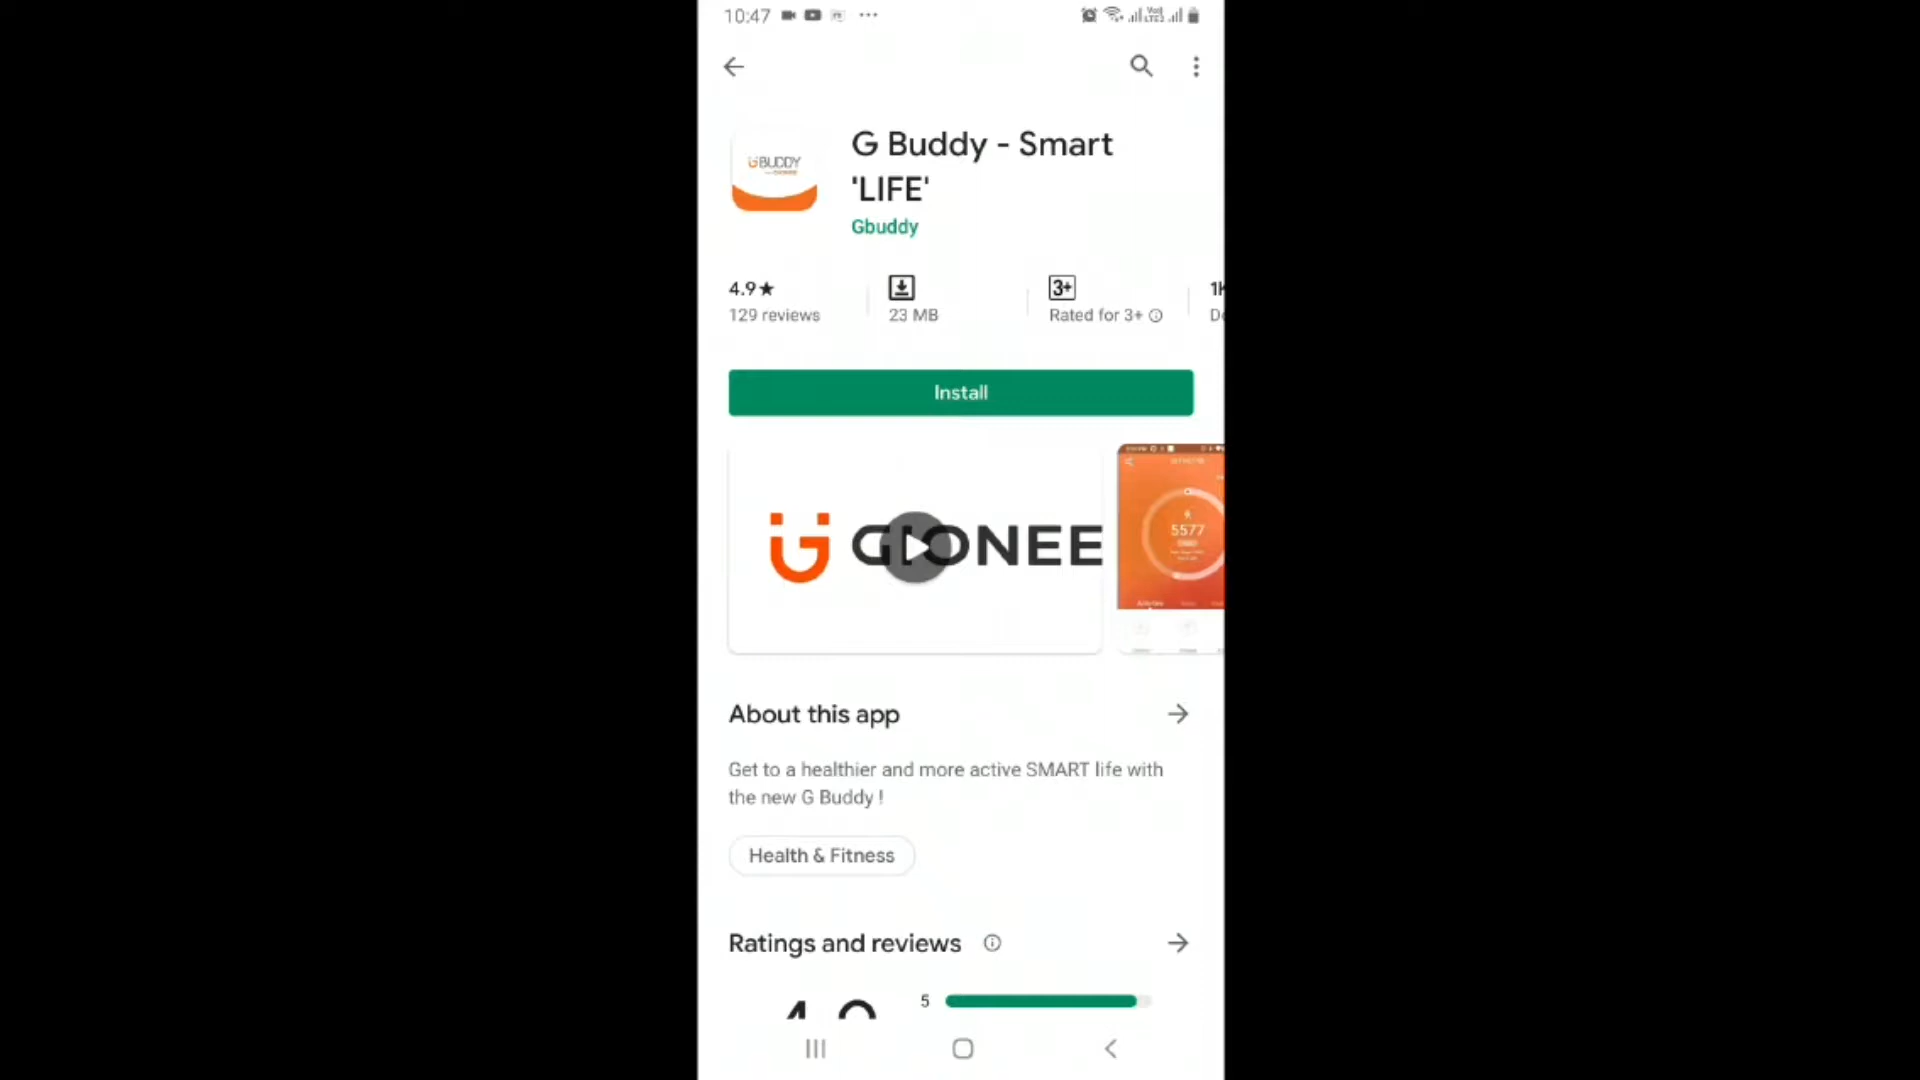 10:47
G Buddy - Smart
'LIFE'
Gbuddy
GBUDDY
4.9★
129 reviews
23 MB
3+
Rated for 3+
Install
GIONEE
5577
About this app
Get to a healthier and more active SMART life with
the new G Buddy !
Health & Fitness
Ratings and reviews
5